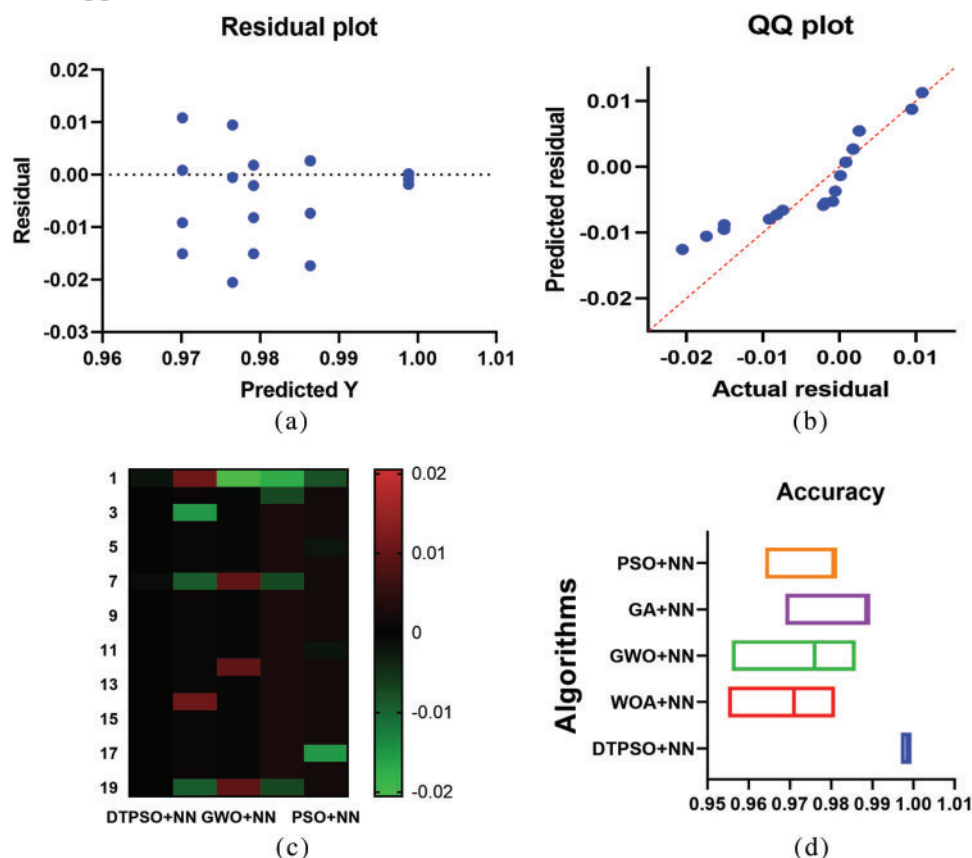 Residual plot
0.02
0.01
0.00
-0.01
-0.02
-0.03
Residual
0.96 0.97 0.98 0.99 1.00 1.01
Predicted Y
(a)
QQ plot
0.01
0.00
-0.01
-0.02
Predicted residual
-0.02 -0.01 0.00 0.01
Actual residual
(b)
1
3
5
7
9
11
13
15
17
19
DTPSO+NN GWO+NN PSO+NN
0.02
0.01
0
-0.01
-0.02
(c)
Accuracy
Algorithms
PSO+NN
GA+NN
GWO+NN
WOA+NN
DTPSO+NN
0.95 0.96 0.97 0.98 0.99 1.00
(d)